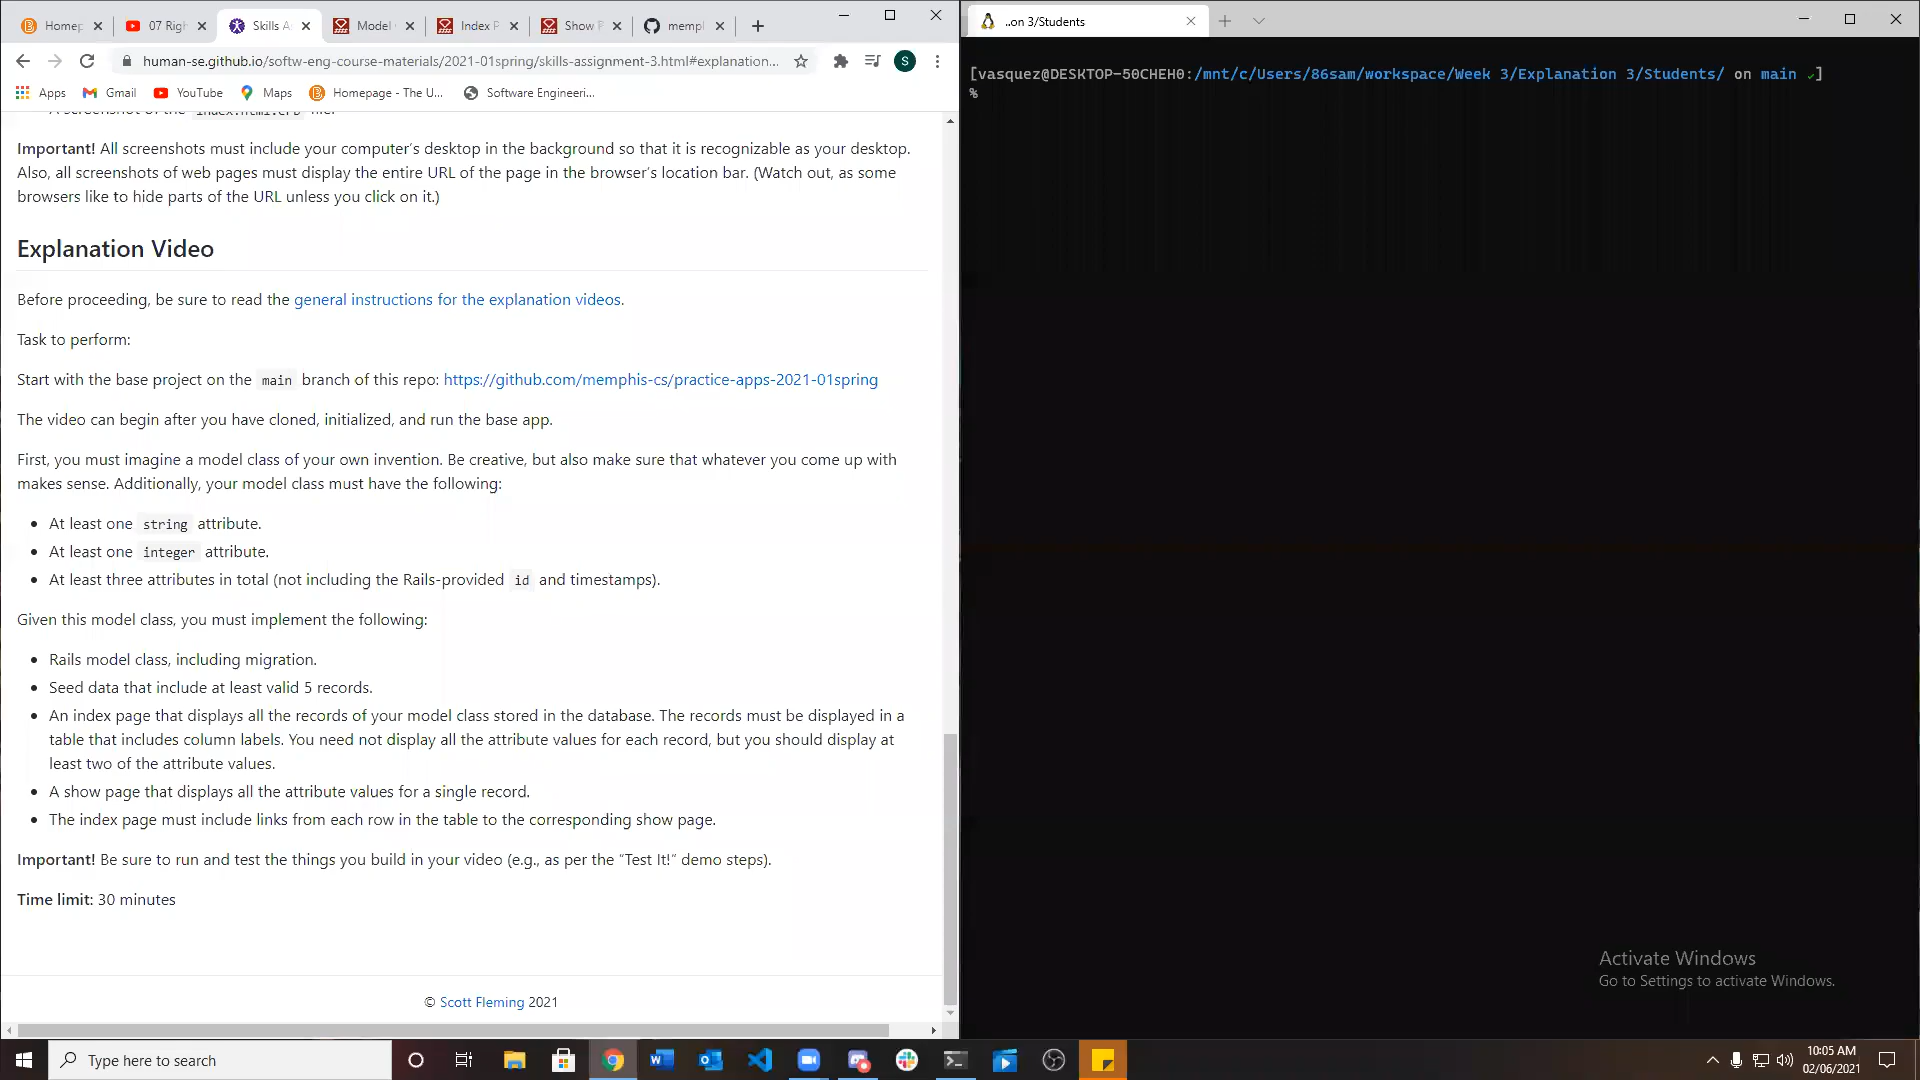 Homep
07 Rig
Skills A
Model
Index P
Show P
mempl
human-se.github.io/softw-eng-course-materials/2021-01spring/skills-assignment-3.html#explanation...
S
Apps
Gmail
YouTube
Maps
Homepage - The U...
Software Engineeri...
A screenshot of the index.html.erb file.
Important! All screenshots must include your computer's desktop in the background so that it is recognizable as your desktop.
Also, all screenshots of web pages must display the entire URL of the page in the browser's location bar. (Watch out, as some
browsers like to hide parts of the URL unless you click on it.)
Explanation Video
Before proceeding, be sure to read the general instructions for the explanation videos.
Task to perform:
Start with the base project on the main branch of this repo: https://github.com/memphis-cs/practice-apps-2021-01spring
The video can begin after you have cloned, initialized, and run the base app.
First, you must imagine a model class of your own invention. Be creative, but also make sure that whatever you come up with
makes sense. Additionally, your model class must have the following:
At least one string attribute.
At least one integer attribute.
At least three attributes in total (not including the Rails-provided id and timestamps).
Given this model class, you must implement the following:
Rails model class, including migration.
Seed data that include at least valid 5 records.
An index page that displays all the records of your model class stored in the database. The records must be displayed in a
table that includes column labels. You need not display all the attribute values for each record, but you should display at
least two of the attribute values.
A show page that displays all the attribute values for a single record.
The index page must include links from each row in the table to the corresponding show page.
Important! Be sure to run and test the things you build in your video (e.g., as per the “Test It!” demo steps).
Time limit: 30 minutes
© Scott Fleming 2021
..on 3/Students
[vasquez@DESKTOP-50CHEH0:/mnt/c/Users/86sam/workspace/Week 3/Explanation 3/Students/ on main ✓]
%
Activate Windows
Go to Settings to activate Windows.
Type here to search
10:05 AM
02/06/2021